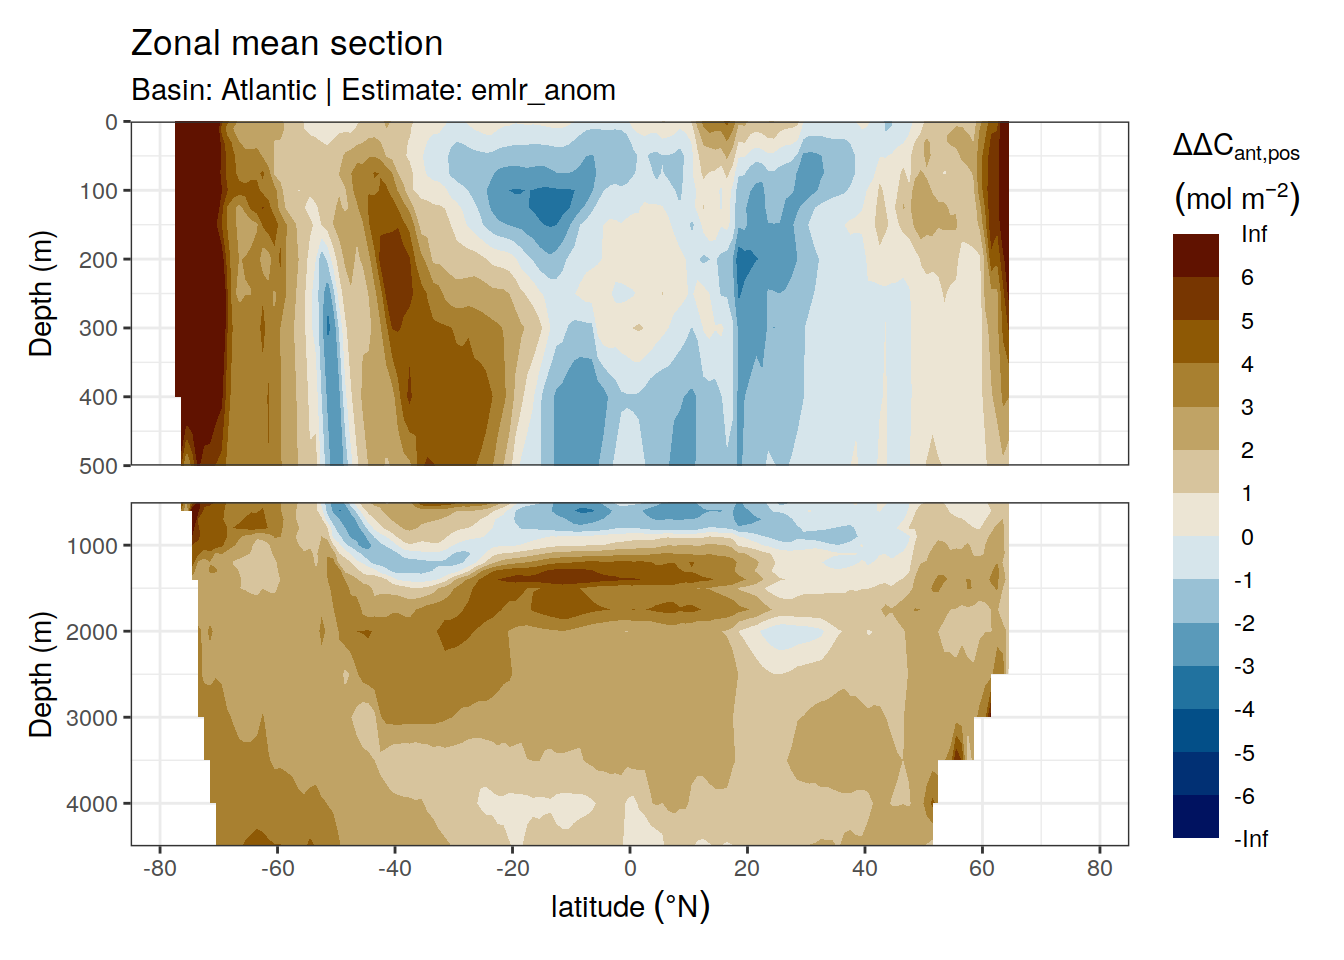 Zonal mean section
Basin: Atlantic | Estimate: emlr_anom
0
100
200
300
400
500
Depth (m)
1000
2000
3000
4000
Depth (m)
-80 -60 -40 -20 0 20 40 60 80
latitude (°N)
ΔΔCant,pos
(mol m−2)
Inf
6
5
4
3
2
1
0
-1
-2
-3
-4
-5
-6
-Inf